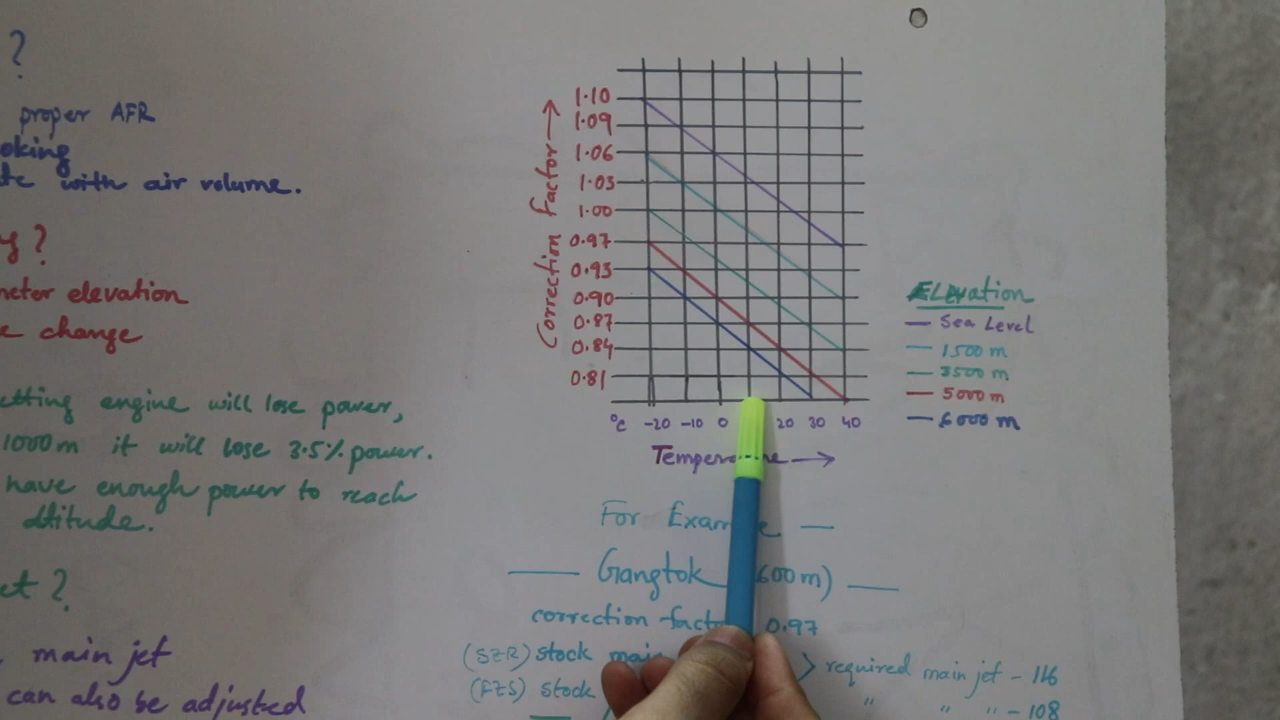 ?
proper AFR
oking
te with air volume.
y ?
meter elevation
e change
etting engine will lose power,
1000m it will lose 3.5% power.
have enough power to reach
altitude.
et ?
main jet
can also be adjusted
Correction factor →
1.10
1.09
1.06
1.03
1.00
0.97
0.93
0.90
0.87
0.84
0.81
°C -20 -10 0 20 30 40
Temper e →
ELevation
— Sea Level
— 1500 m
— 3500 m
— 5000 m
— 6000 m
For Exam e —
— Gangtok 600m) —
correction fact 0.97
(SZR) stock main } required main jet - 116
(FZS) stock " " " - 108